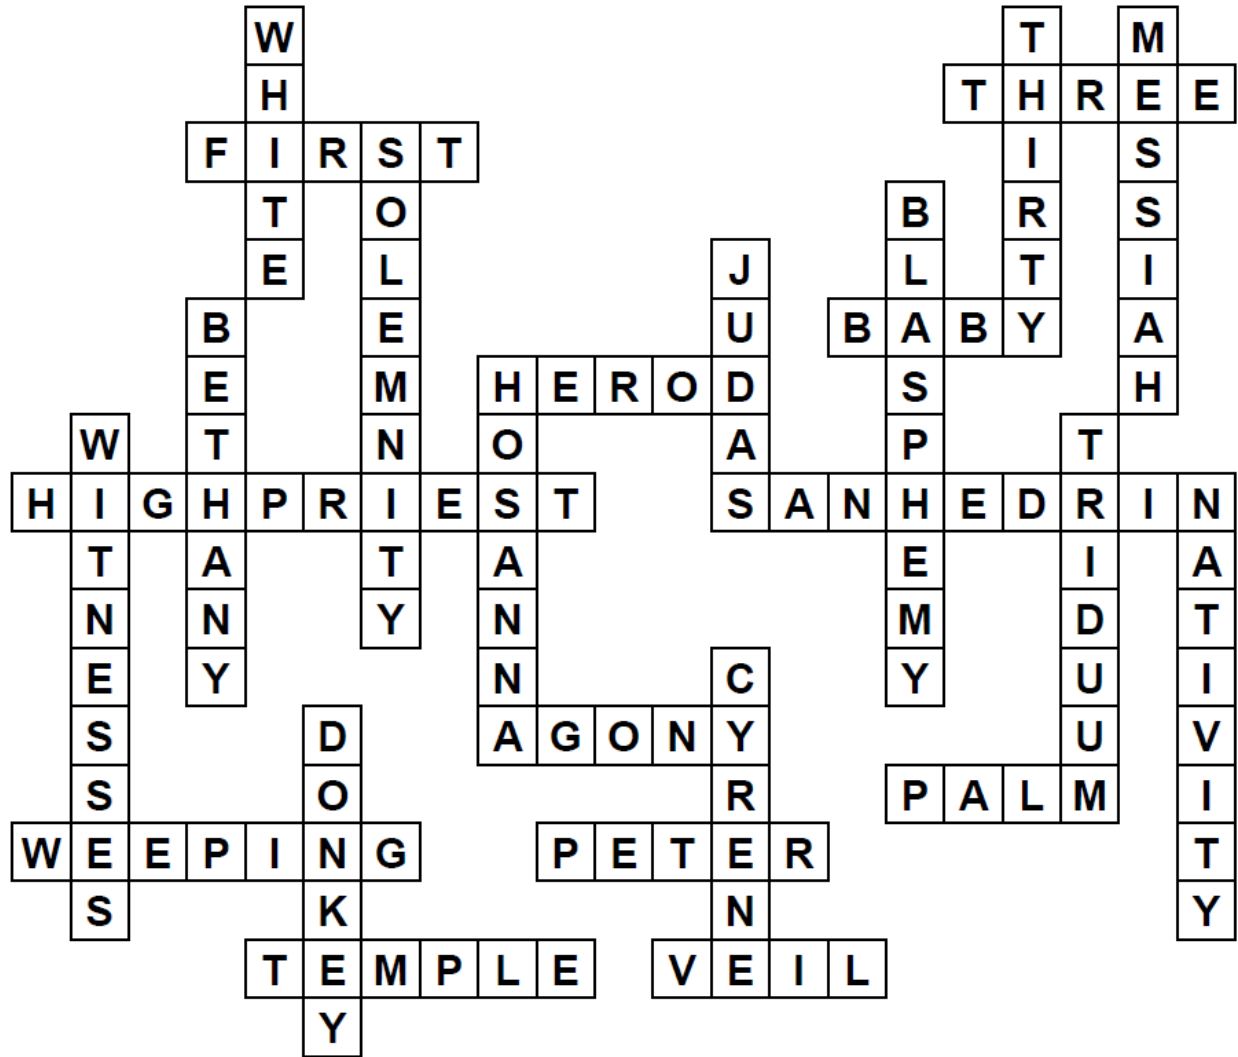 WHITE
THIRTY
MESSIAH
THREE
FIRST
SOLEMNITY
BLASPHEMY
JUDAS
BETHANY
BABY
HEROD
HOSANNA
WITNESSES
TRIDUUM
HIGHPRIEST
SANHEDRIN
NATIVITY
CYRENE
DONKEY
AGONY
PALM
WEEPING
PETER
TEMPLE
VEIL